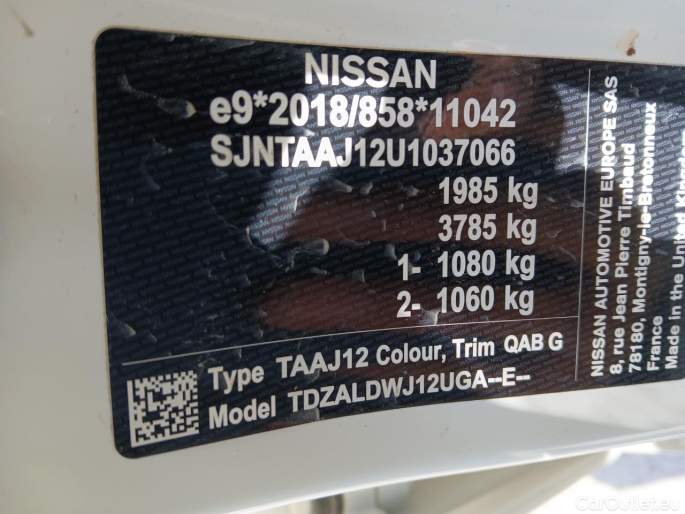 NISSAN
e9*2018/858*11042
SJNTAAJ12U1037066
1985 kg
3785 kg
1- 1080 kg
2- 1060 kg
Type TAAJ12 Colour, Trim QAB G
Model TDZALDWJ12UGA--E--
NISSAN AUTOMOTIVE EUROPE SAS
8, rue Jean Pierre Timbaud
78180, Montigny-le-Bretonneux
France
Made in the United Kingdom
CarOutlet.eu